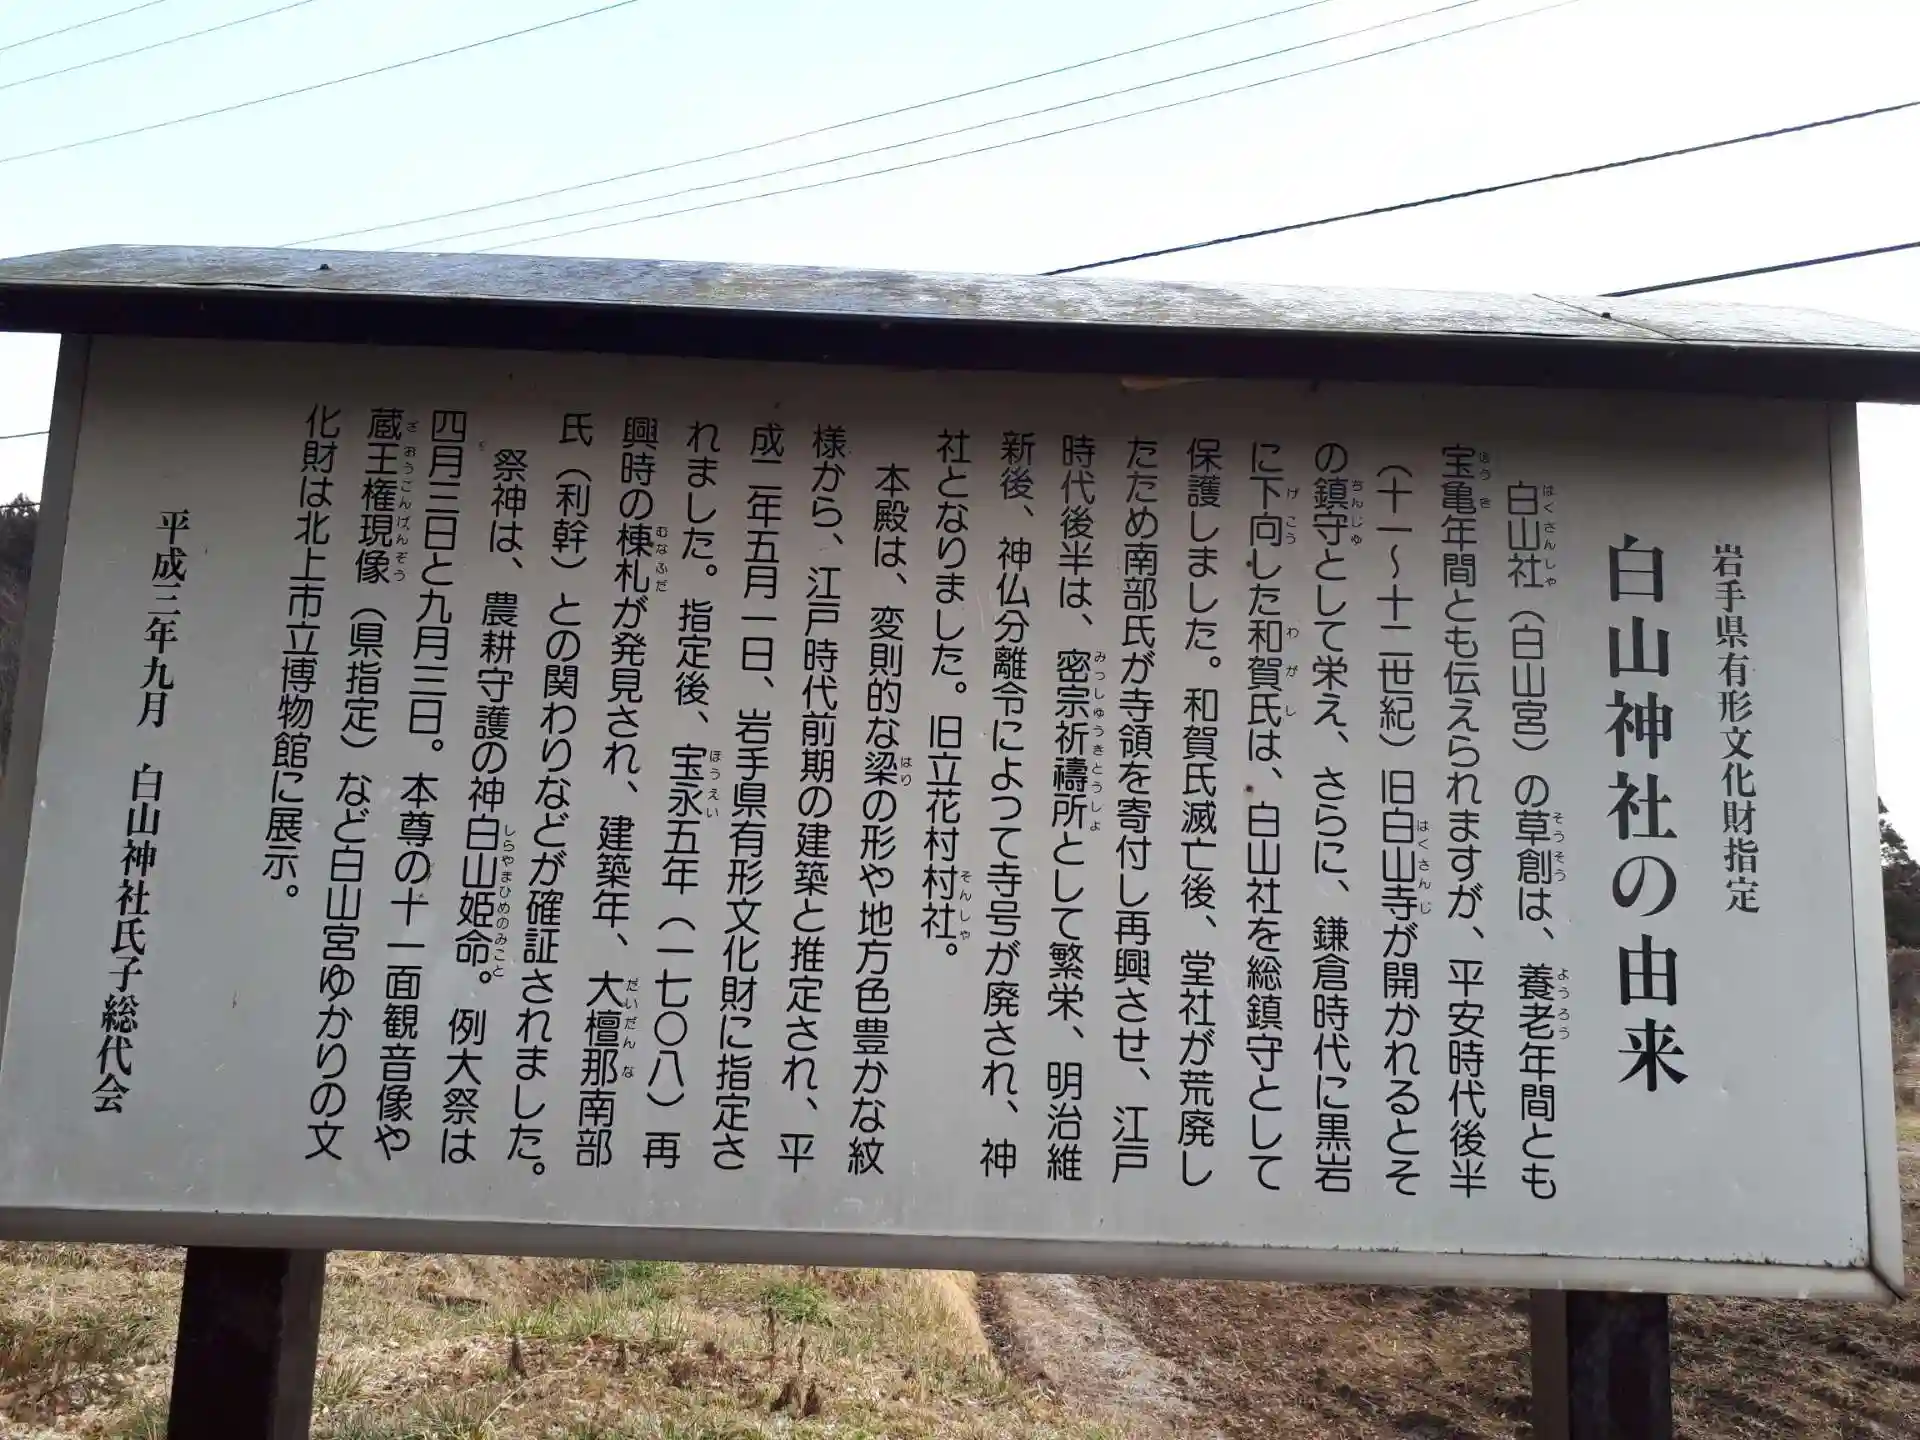 岩手県有形文化財指定
白山神社の由来
白山社（白山宮）の草創は、養老年間とも
宝亀年間とも伝えられますが、平安時代後半
（十一～十二世紀）旧白山寺が開かれるとそ
の鎮守として栄え、さらに、鎌倉時代に黒岩
に下向した和賀氏は、白山社を総鎮守として
保護しました。和賀氏滅亡後、堂社が荒廃し
たため南部氏が寺領を寄付し再興させ、江戸
時代後半は、密宗祈禱所として繁栄、明治維
新後、神仏分離令によつて寺号が廃され、神
社となりました。旧立花村村社。
本殿は、変則的な梁の形や地方色豊かな紋
様から、江戸時代前期の建築と推定され、平
成二年五月一日、岩手県有形文化財に指定さ
れました。指定後、宝永五年（一七〇八）再
興時の棟札が発見され、建築年、大檀那南部
氏（利幹）との関わりなどが確証されました。
祭神は、農耕守護の神白山姫命。例大祭は
四月三日と九月三日。本尊の十一面観音像や
蔵王権現像（県指定）など白山宮ゆかりの文
化財は北上市立博物館に展示。
平成三年九月　白山神社氏子総代会